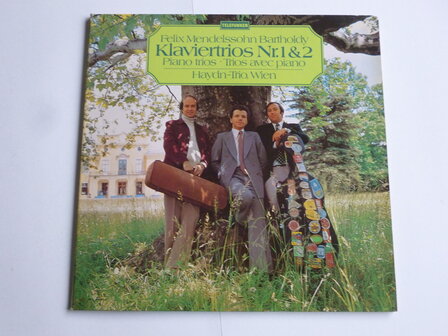 TELEFUNKEN
Felix Mendelssohn Bartholdy
Klaviertrios Nr.1&2
Piano trios · Trios avec piano
Haydn-Trio, Wien